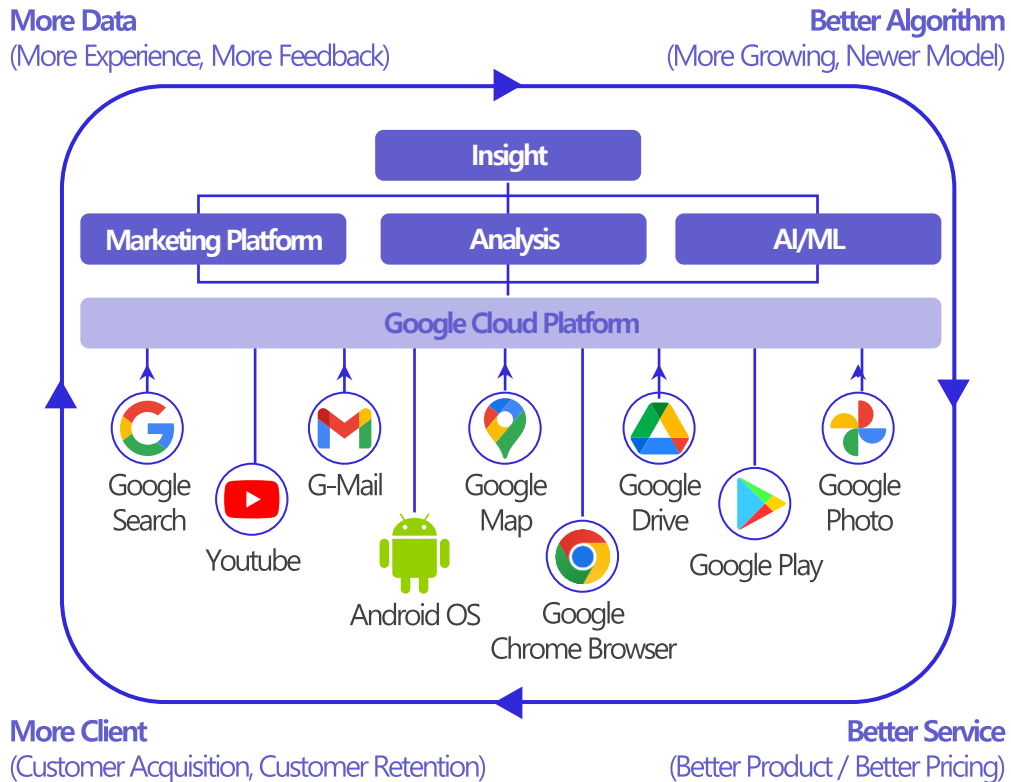 More Data
(More Experience, More Feedback)
Better Algorithm
(More Growing, Newer Model)
Insight
Marketing Platform
Analysis
AI/ML
Google Cloud Platform
Google
Search
Youtube
G-Mail
Android OS
Google
Map
Google
Chrome Browser
Google
Drive
Google Play
Google
Photo
More Client
(Customer Acquisition, Customer Retention)
Better Service
(Better Product / Better Pricing)